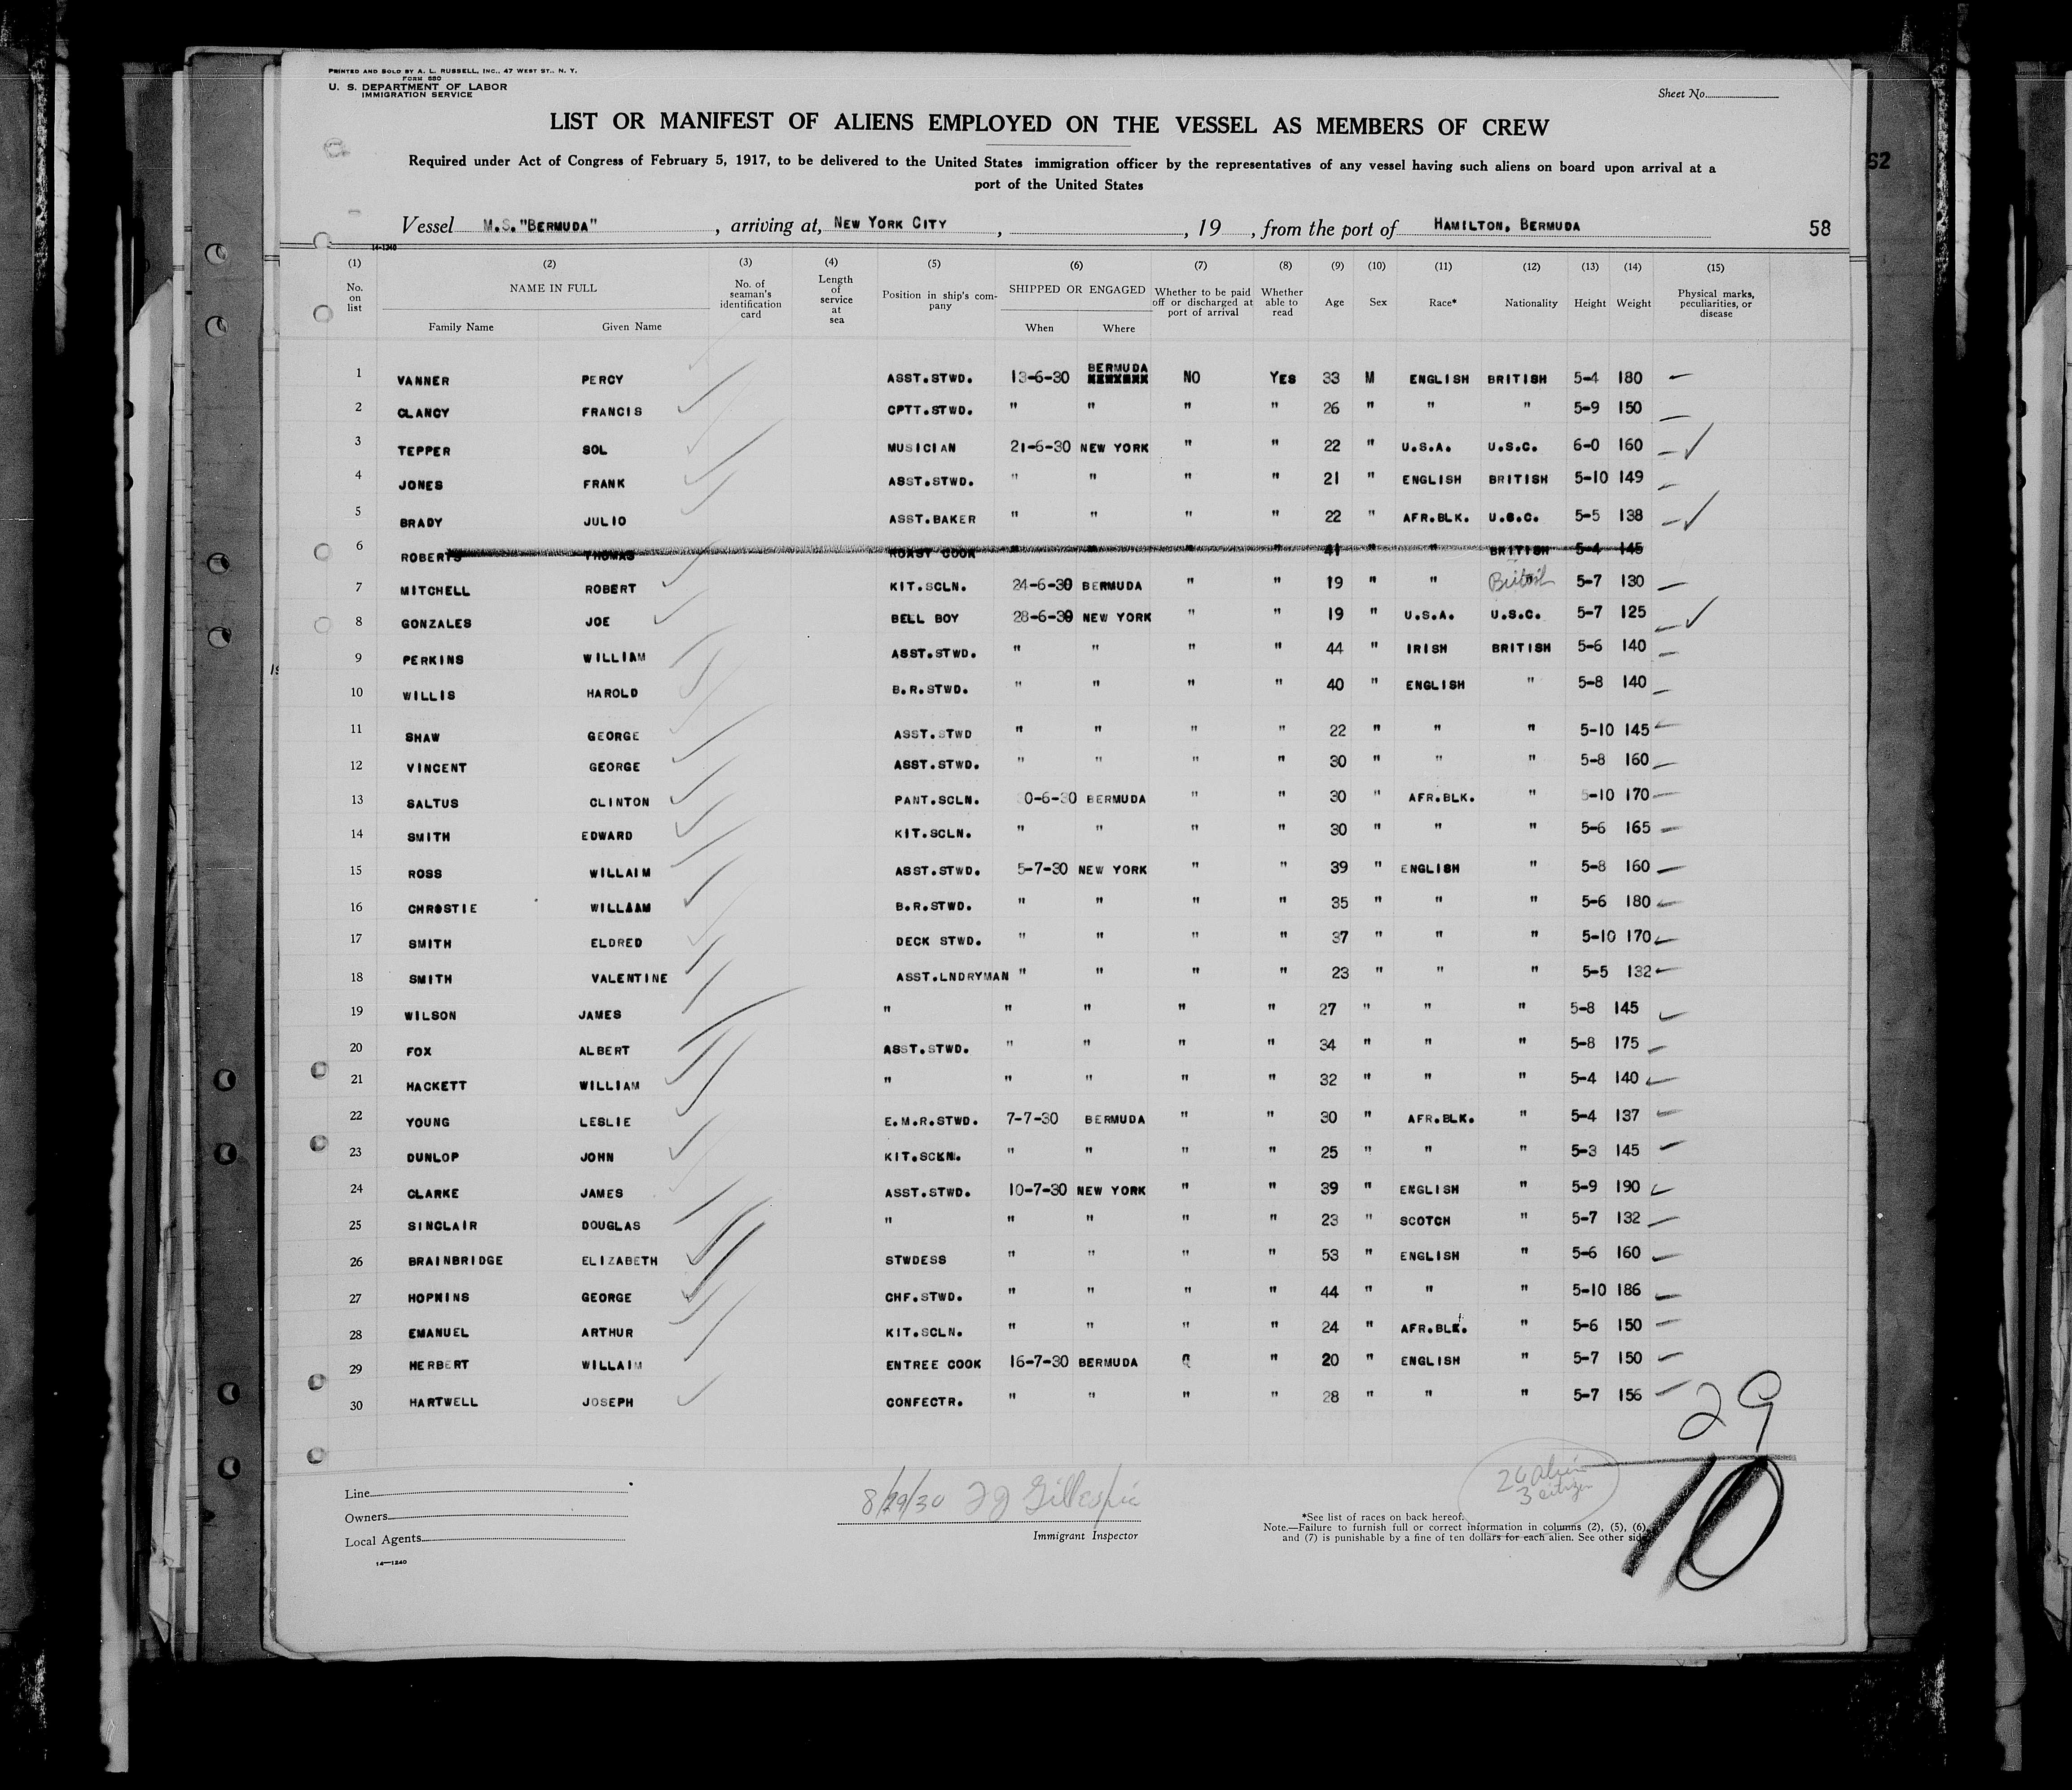 PRINTED AND SOLD BY A. L. RUSSELL, INC., 47 WEST ST., N. Y.
FORM 680
U. S. DEPARTMENT OF LABOR
IMMIGRATION SERVICE
Sheet No.
LIST OR MANIFEST OF ALIENS EMPLOYED ON THE VESSEL AS MEMBERS OF CREW
Required under Act of Congress of February 5, 1917, to be delivered to the United States immigration officer by the representatives of any vessel having such aliens on board upon arrival at a
port of the United States
62
Vessel M.S. "BERMUDA", arriving at, NEW YORK CITY, , 19 , from the port of HAMILTON, BERMUDA 58
14-1240
(1) (2) (3) (4) (5) (6) (7) (8) (9) (10) (11) (12) (13) (14) (15)
No. on list NAME IN FULL Family Name Given Name No. of seaman's identification card Length of service at sea Position in ship's company SHIPPED OR ENGAGED When Where Whether to be paid off or discharged at port of arrival Whether able to read Age Sex Race* Nationality Height Weight Physical marks, peculiarities, or disease
1 VANNER PERCY ASST.STWD. 13-6-30 BERMUDA NO YES 33 M ENGLISH BRITISH 5-4 180
2 CLANCY FRANCIS CPTT.STWD. " " " " 26 " " " 5-9 150
3 TEPPER SOL MUSICIAN 21-6-30 NEW YORK " " 22 " U.S.A. U.S.C. 6-0 160
4 JONES FRANK ASST.STWD. " " " " 21 " ENGLISH BRITISH 5-10 149
5 BRADY JULIO ASST.BAKER " " " " 22 " AFR.BLK. U.S.C. 5-5 138
6 ROBERTS THOMAS ROAST COOK " " " " 41 " " BRITISH 5-4 145
7 MITCHELL ROBERT KIT.SCLN. 24-6-30 BERMUDA " " 19 " " British 5-7 130
8 GONZALES JOE BELL BOY 28-6-30 NEW YORK " " 19 " U.S.A. U.S.C. 5-7 125
9 PERKINS WILLIAM ASST.STWD. " " " " 44 " IRISH BRITISH 5-6 140
10 WILLIS HAROLD B.R.STWD. " " " " 40 " ENGLISH " 5-8 140
11 SHAW GEORGE ASST.STWD " " " " 22 " " " 5-10 145
12 VINCENT GEORGE ASST.STWD. " " " " 30 " " " 5-8 160
13 SALTUS CLINTON PANT.SCLN. 30-6-30 BERMUDA " " 30 " AFR.BLK. " 5-10 170
14 SMITH EDWARD KIT.SCLN. " " " " 30 " " " 5-6 165
15 ROSS WILLAIM ASST.STWD. 5-7-30 NEW YORK " " 39 " ENGLISH " 5-8 160
16 CHROSTIE WILLAAM B.R.STWD. " " " " 35 " " " 5-6 180
17 SMITH ELDRED DECK STWD. " " " " 37 " " " 5-10 170
18 SMITH VALENTINE ASST.LNDRYMAN " " " " 23 " " " 5-5 132
19 WILSON JAMES " " " " " 27 " " " 5-8 145
20 FOX ALBERT ASST.STWD. " " " " 34 " " " 5-8 175
21 HACKETT WILLIAM " " " " " 32 " " " 5-4 140
22 YOUNG LESLIE E.M.R.STWD. 7-7-30 BERMUDA " " 30 " AFR.BLK. " 5-4 137
23 DUNLOP JOHN KIT.SCKN. " " " " 25 " " " 5-3 145
24 CLARKE JAMES ASST.STWD. 10-7-30 NEW YORK " " 39 " ENGLISH " 5-9 190
25 SINCLAIR DOUGLAS " " " " " 23 " SCOTCH " 5-7 132
26 BRAINBRIDGE ELIZABETH STWDESS " " " " 53 " ENGLISH " 5-6 160
27 HOPKINS GEORGE CHF.STWD. " " " " 44 " " " 5-10 186
28 EMANUEL ARTHUR KIT.SCLN. " " " " 24 " AFR.BLK. " 5-6 150
29 HERBERT WILLAIM ENTREE COOK 16-7-30 BERMUDA " 20 " ENGLISH " 5-7 150
30 HARTWELL JOSEPH CONFECTR. " " " " 28 " " " 5-7 156
29
10
26 alien
3 citizen
Line
Owners
Local Agents
14-1240
8/29/30 Gillespie
Immigrant Inspector
*See list of races on back hereof.
Note.—Failure to furnish full or correct information in columns (2), (5), (6),
and (7) is punishable by a fine of ten dollars for each alien. See other side